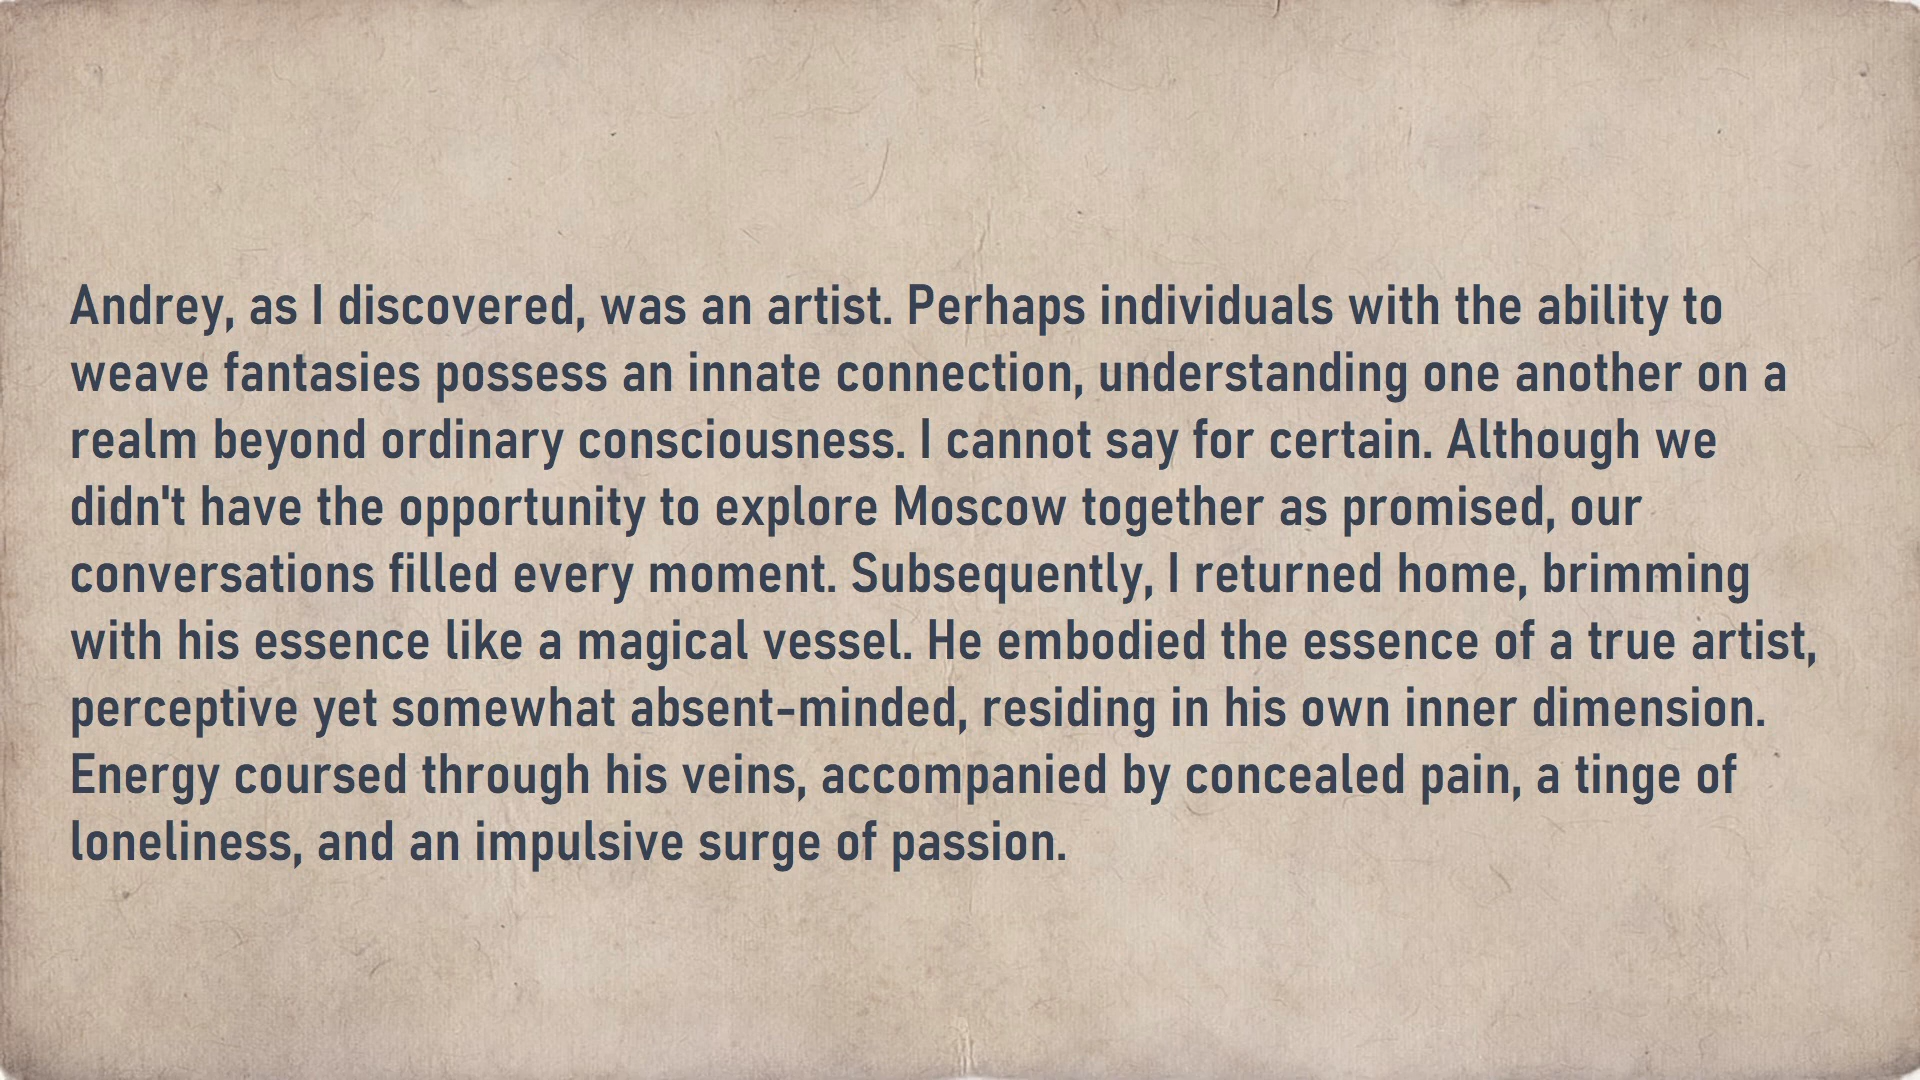 Andrey, as I discovered, was an artist. Perhaps individuals with the ability to
weave fantasies possess an innate connection, understanding one another on a
realm beyond ordinary consciousness. I cannot say for certain. Although we
didn't have the opportunity to explore Moscow together as promised, our
conversations filled every moment. Subsequently, I returned home, brimming
with his essence like a magical vessel. He embodied the essence of a true artist,
perceptive yet somewhat absent-minded, residing in his own inner dimension.
Energy coursed through his veins, accompanied by concealed pain, a tinge of
loneliness, and an impulsive surge of passion.